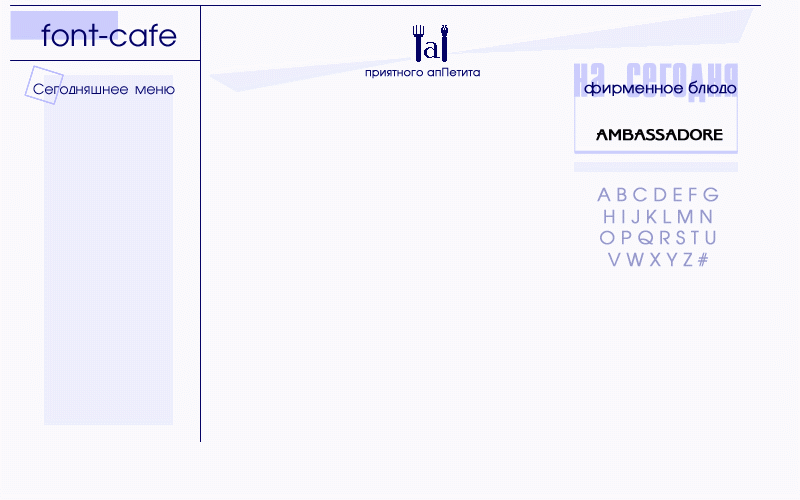 font-cafe
Сегодняшнее меню
|a|
приятного апПетита
на сегодня
фирменное блюдо
AMBASSADORE
A B C D E F G
H I J K L M N
O P Q R S T U
V W X Y Z #